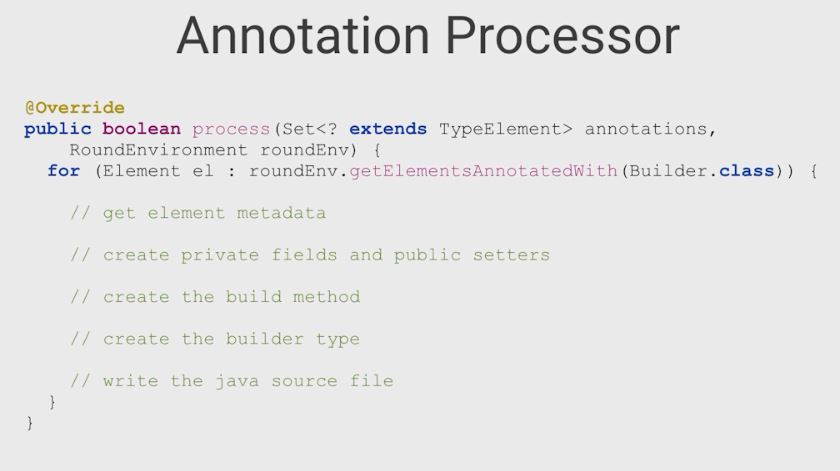 Annotation Processor
@Override
public boolean process(Set<? extends TypeElement> annotations,
    RoundEnvironment roundEnv) {
  for (Element el : roundEnv.getElementsAnnotatedWith(Builder.class)) {
    // get element metadata
    // create private fields and public setters
    // create the build method
    // create the builder type
    // write the java source file
  }
}